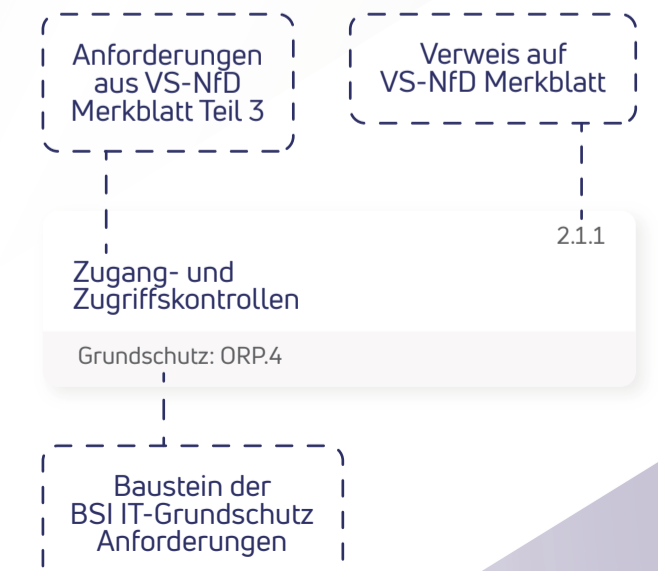 Anforderungen
aus VS-NfD
Merkblatt Teil 3
Verweis auf
VS-NfD Merkblatt
2.1.1
Zugang- und
Zugriffskontrollen
Grundschutz: ORP.4
Baustein der
BSI IT-Grundschutz
Anforderungen